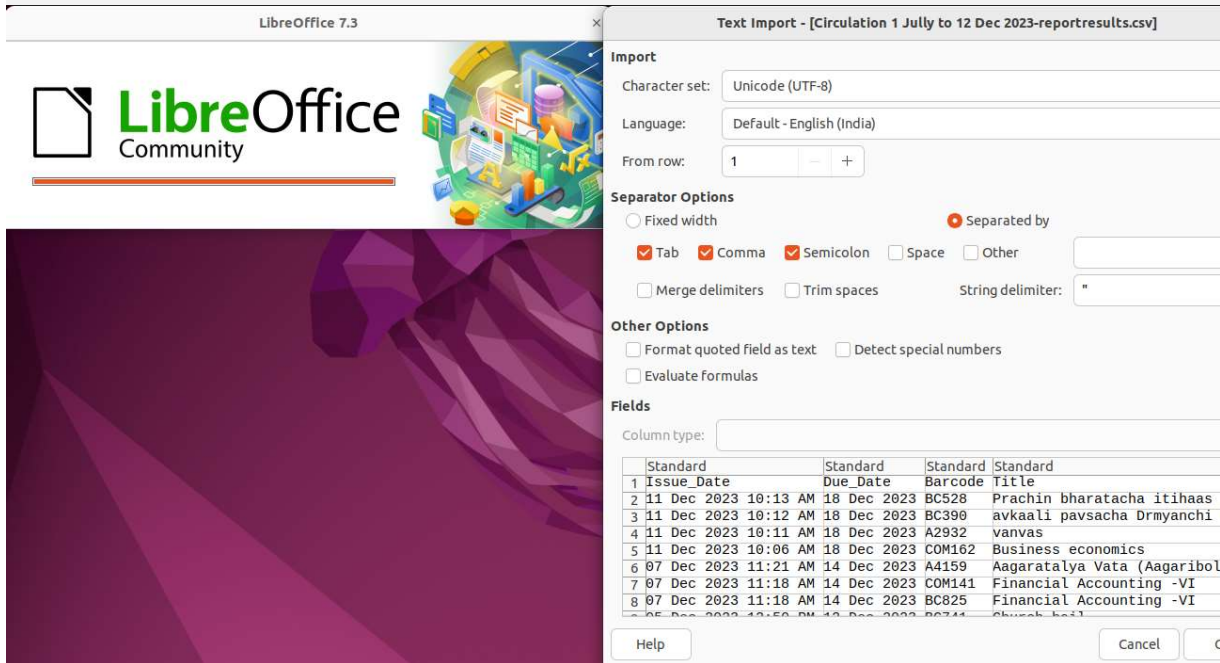 LibreOffice 7.3
×
LibreOffice
Community
Text Import - [Circulation 1 Jully to 12 Dec 2023-reportresults.csv]
Import
Character set: Unicode (UTF-8)
Language: Default - English (India)
From row: 1 − +
Separator Options
Fixed width Separated by
Tab Comma Semicolon Space Other
Merge delimiters Trim spaces String delimiter: "
Other Options
Format quoted field as text Detect special numbers
Evaluate formulas
Fields
Column type:
Standard Standard Standard Standard
1 Issue_Date Due_Date Barcode Title
2 11 Dec 2023 10:13 AM 18 Dec 2023 BC528 Prachin bharatacha itihaas
3 11 Dec 2023 10:12 AM 18 Dec 2023 BC390 avkaali pavsacha Drmyanchi
4 11 Dec 2023 10:11 AM 18 Dec 2023 A2932 vanvas
5 11 Dec 2023 10:06 AM 18 Dec 2023 COM162 Business economics
6 07 Dec 2023 11:21 AM 14 Dec 2023 A4159 Aagaratalya Vata (Aagaribol
7 07 Dec 2023 11:18 AM 14 Dec 2023 COM141 Financial Accounting -VI
8 07 Dec 2023 11:18 AM 14 Dec 2023 BC825 Financial Accounting -VI
Help Cancel